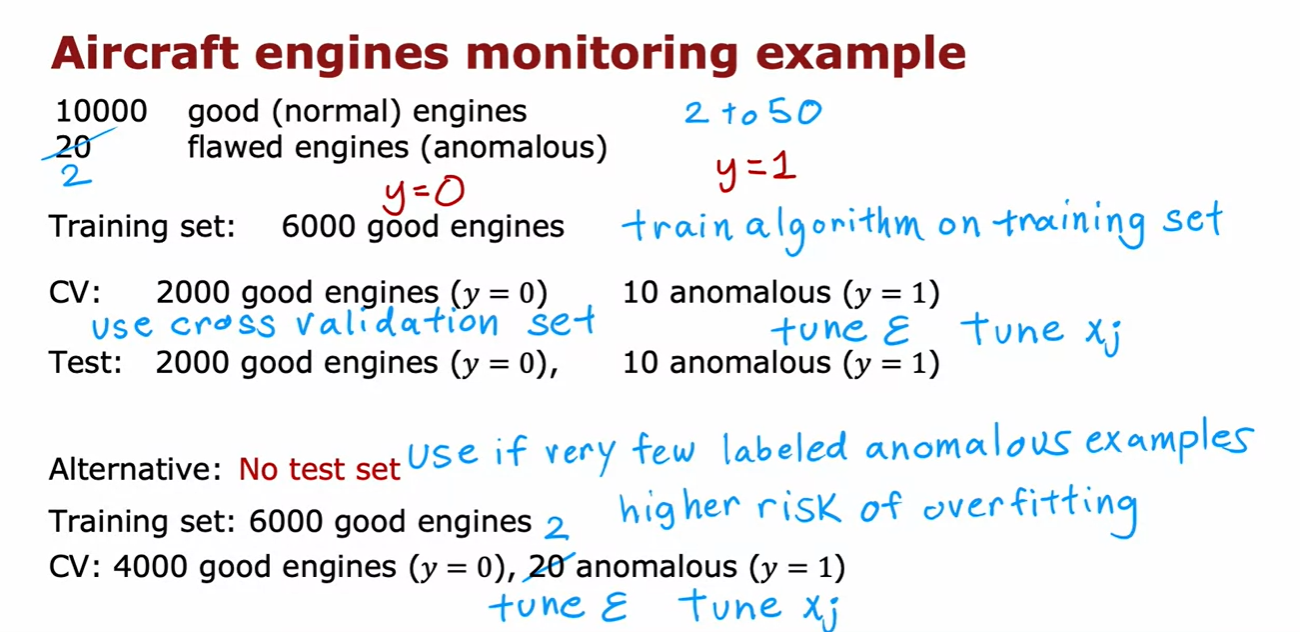 Aircraft engines monitoring example
10000 good (normal) engines 2 to 50
20 flawed engines (anomalous) y=1
2
y=0
Training set: 6000 good engines train algorithm on training set
CV: 2000 good engines (y = 0) 10 anomalous (y = 1)
use cross validation set tune ε tune xj
Test: 2000 good engines (y = 0), 10 anomalous (y = 1)
Alternative: No test set use if very few labeled anomalous examples
higher risk of overfitting
Training set: 6000 good engines 2
CV: 4000 good engines (y = 0), 20 anomalous (y = 1)
tune ε tune xj